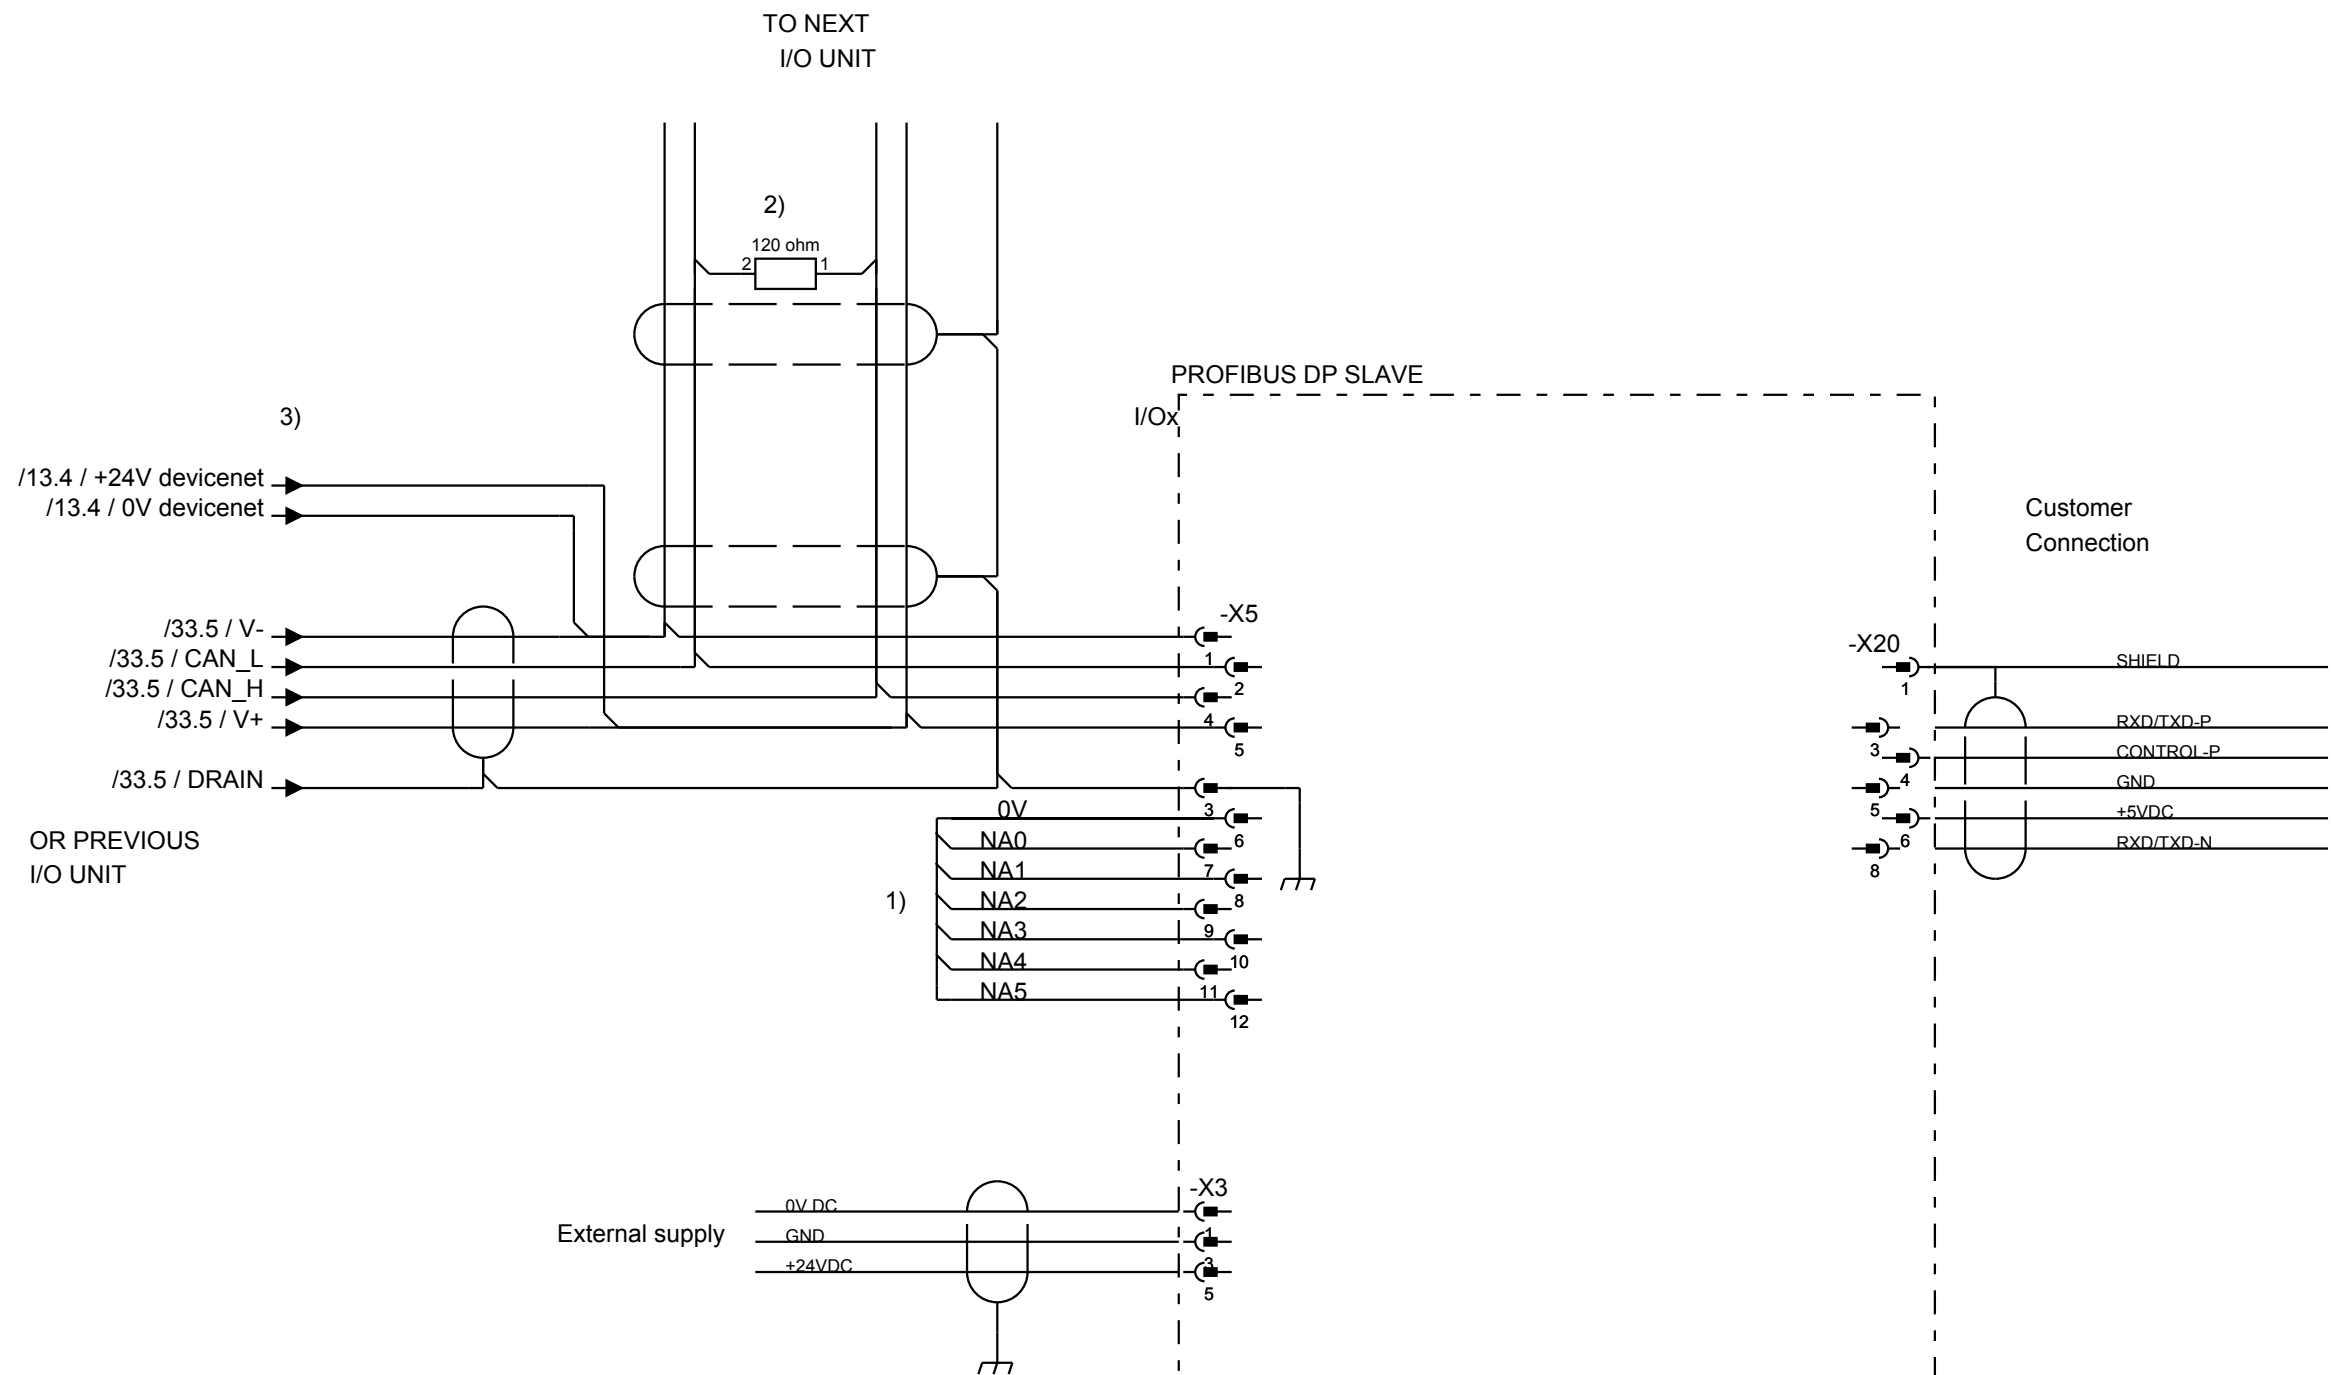 TO NEXT
I/O UNIT
2)
120 ohm
2 1
PROFIBUS DP SLAVE
I/Ox
3)
/13.4 / +24V devicenet
/13.4 / 0V devicenet
Customer
Connection
-X5
/33.5 / V-
/33.5 / CAN_L
/33.5 / CAN_H
/33.5 / V+
/33.5 / DRAIN
1
2
4
5
OR PREVIOUS
I/O UNIT
0V 3
NA0 6
NA1 7
NA2 8
NA3 9
NA4 10
NA5 11
12
1)
-X20
1 SHIELD
3 RXD/TXD-P
4 CONTROL-P
5 GND
6 +5VDC
8 RXD/TXD-N
-X3
External supply
0V DC 1
GND 3
+24VDC 5